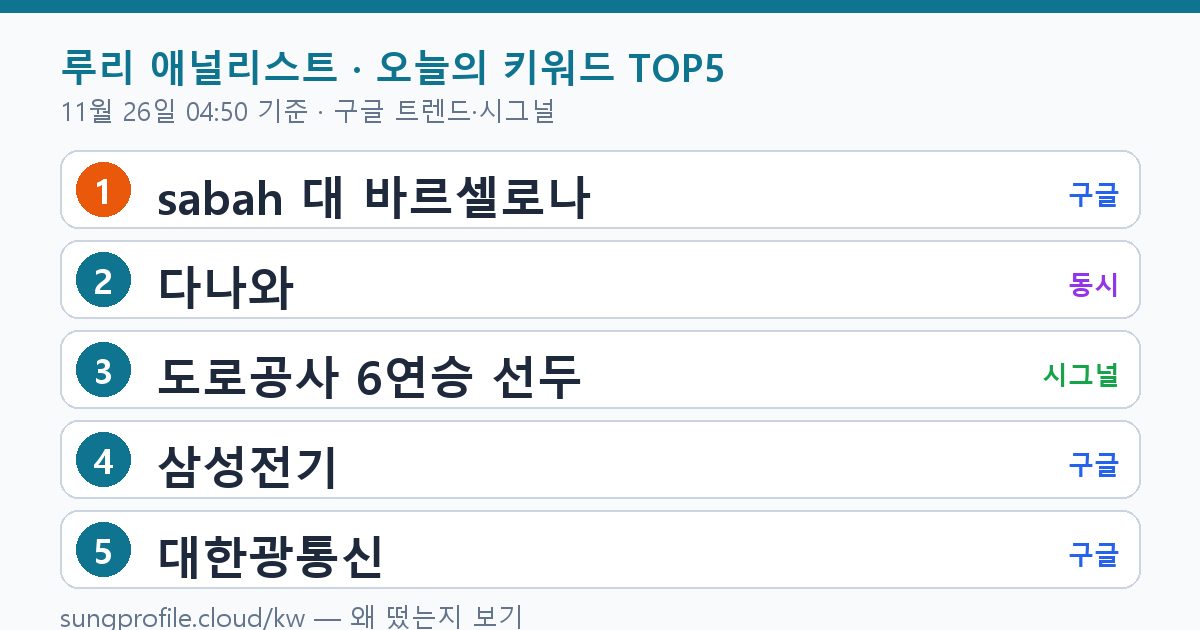 루리 애널리스트 · 오늘의 키워드 TOP5
11월 26일 04:50 기준 · 구글 트렌드·시그널
1 sabah 대 바르셀로나 구글
2 다나와 동시
3 도로공사 6연승 선두 시그널
4 삼성전기 구글
5 대한광통신 구글
sungprofile.cloud/kw — 왜 떴는지 보기